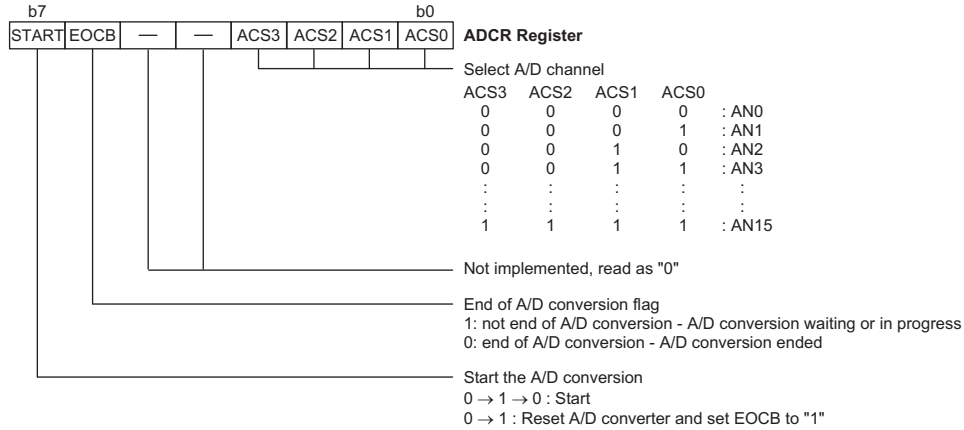 b7 b0
START EOCB — — ACS3 ACS2 ACS1 ACS0 ADCR Register
Select A/D channel
ACS3 ACS2 ACS1 ACS0
0 0 0 0 : AN0
0 0 0 1 : AN1
0 0 1 0 : AN2
0 0 1 1 : AN3
: : : : :
: : : : :
1 1 1 1 : AN15
Not implemented, read as "0"
End of A/D conversion flag
1: not end of A/D conversion - A/D conversion waiting or in progress
0: end of A/D conversion - A/D conversion ended
Start the A/D conversion
0 → 1 → 0 : Start
0 → 1 : Reset A/D converter and set EOCB to "1"